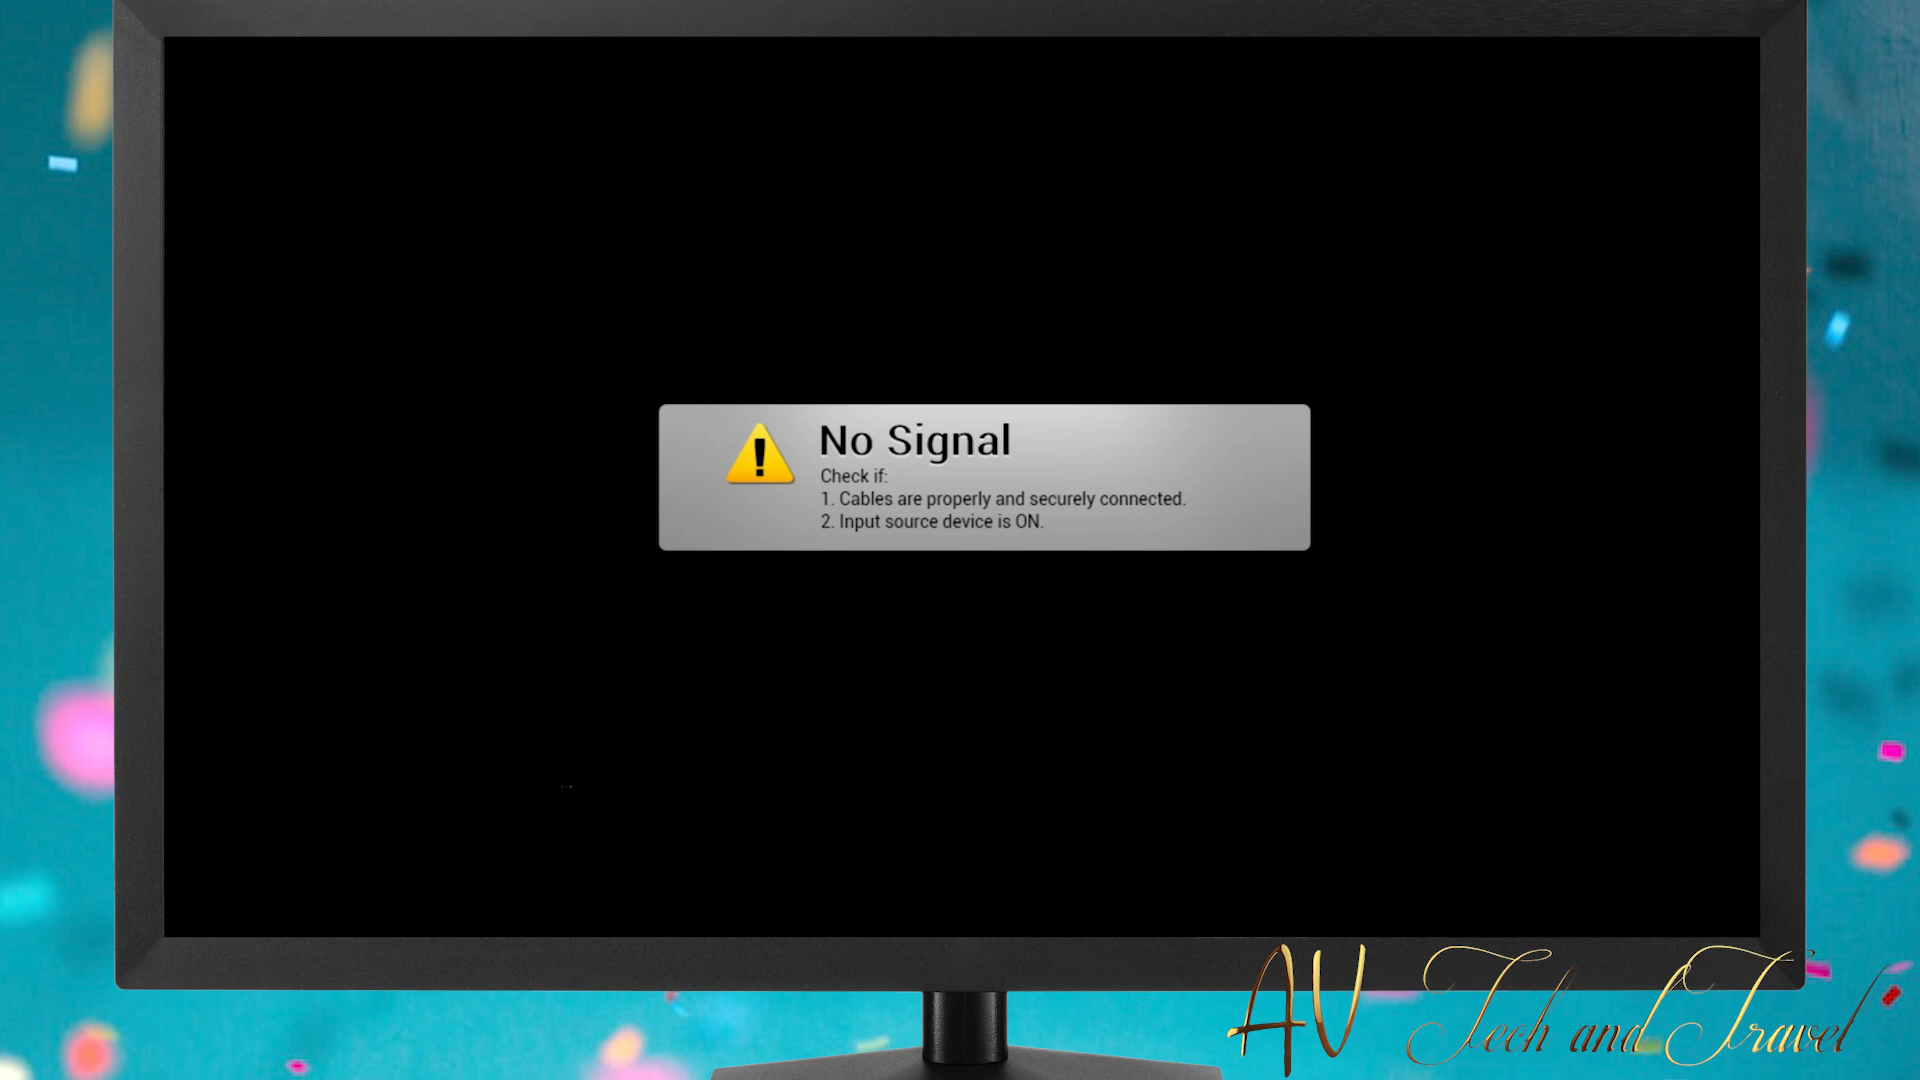 No Signal
Check if:
1. Cables are properly and securely connected.
2. Input source device is ON.
AV Tech and Travel